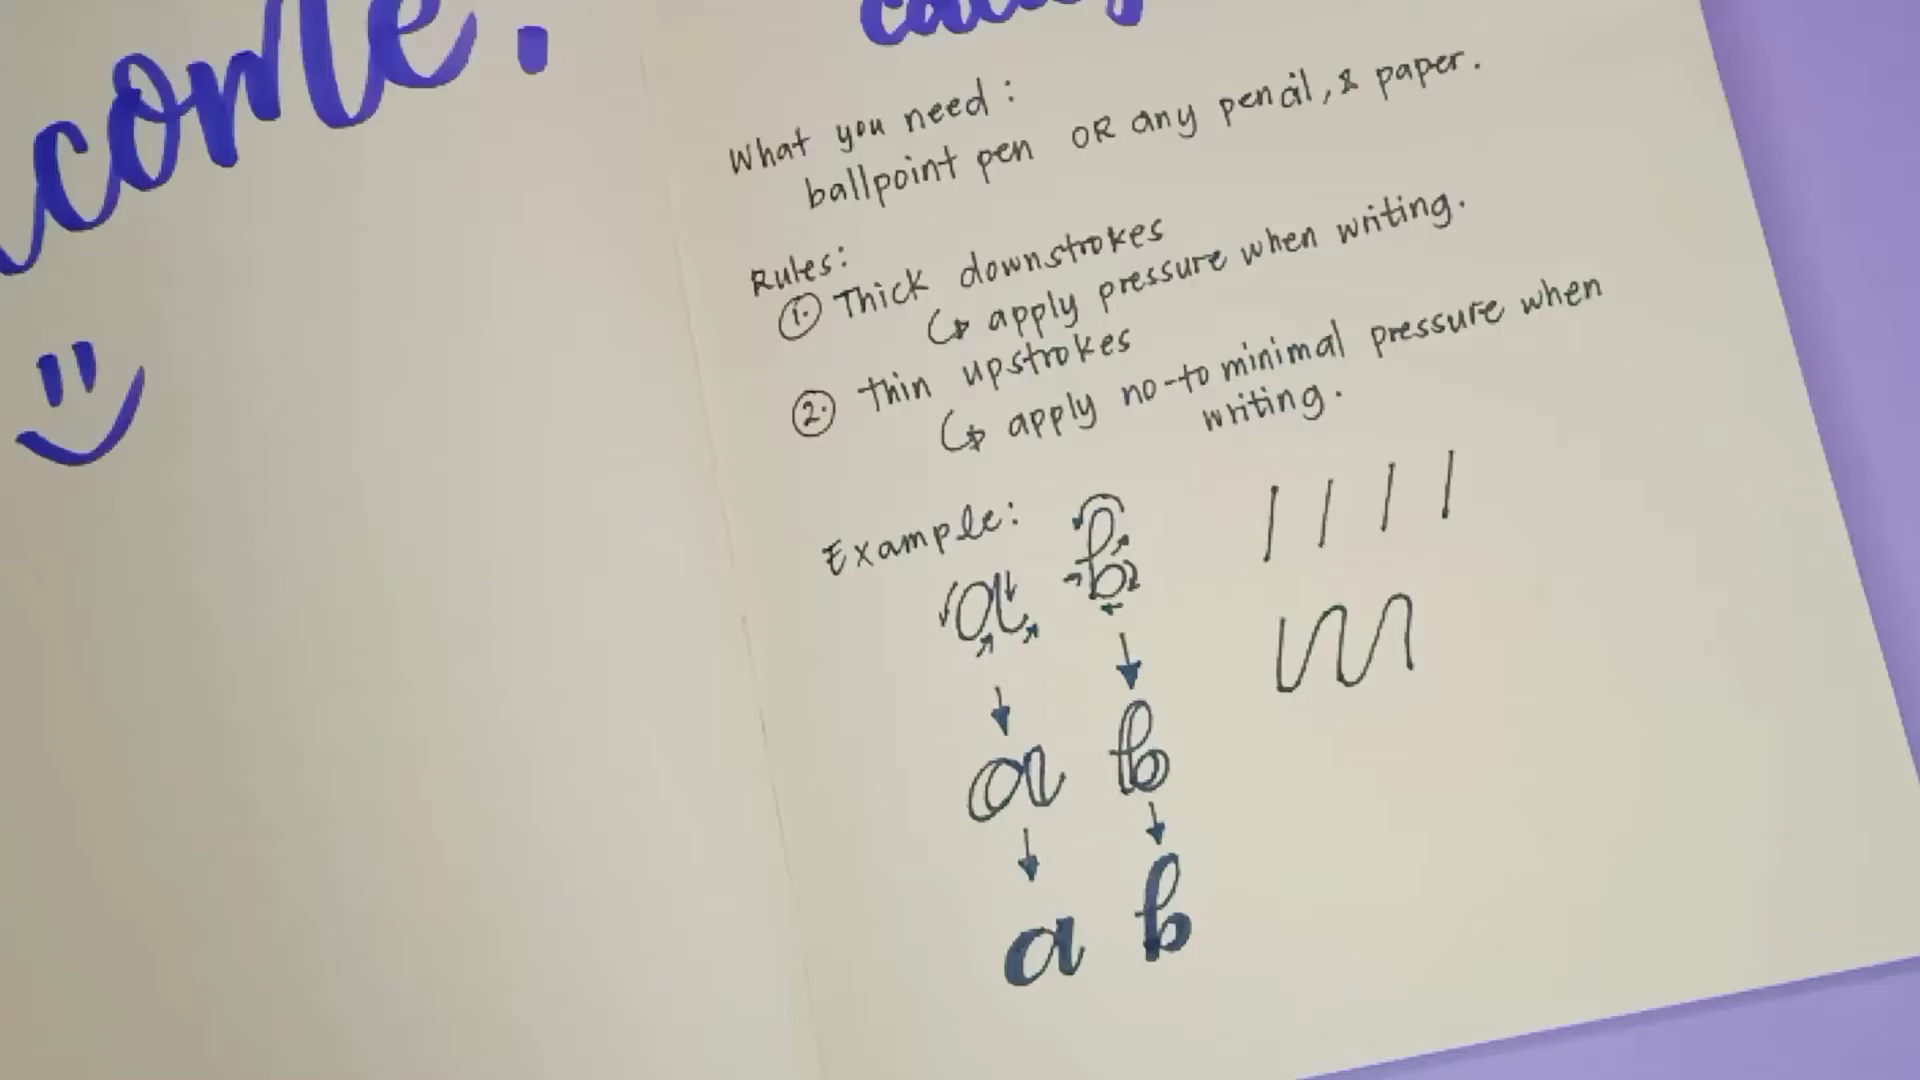 come.
What you need:
ballpoint pen OR any pencil, & paper.
Rules:
1. Thick downstrokes
↳ apply pressure when writing.
2. thin upstrokes
↳ apply no-to minimal pressure when
writing.
Example:
a b
a b
a b